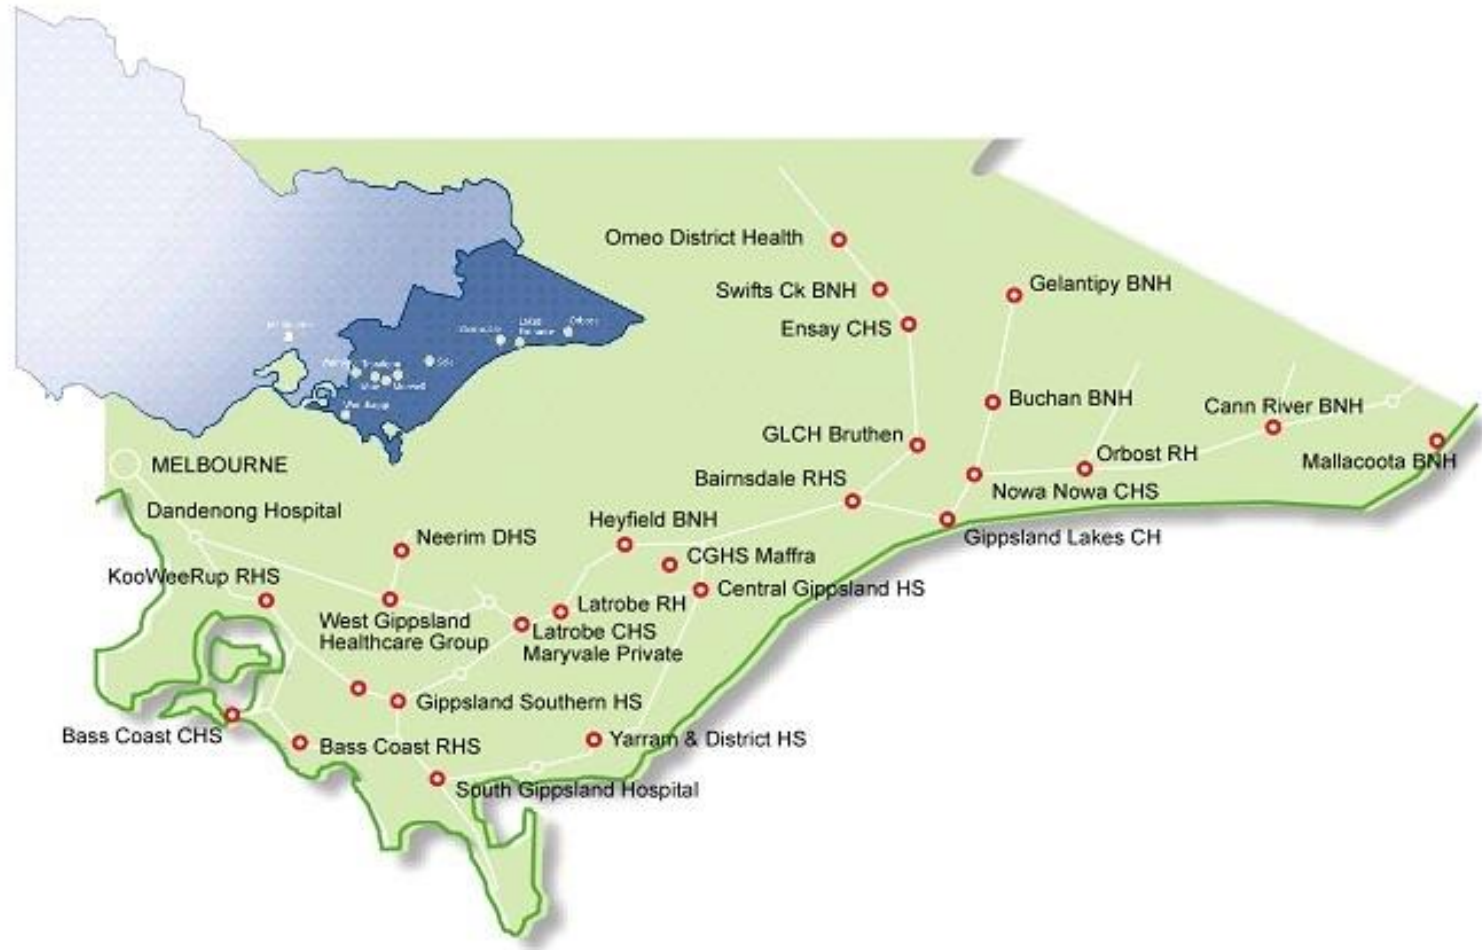 Omeo District Health
Swifts Ck BNH
Gelantipy BNH
Ensay CHS
Orbost
Buchan BNH
Cann River BNH
GLCH Bruthen
Orbost RH
Mallacoota BNH
MELBOURNE
Bairnsdale RHS
Nowa Nowa CHS
Dandenong Hospital
Heyfield BNH
Neerim DHS
Gippsland Lakes CH
CGHS Maffra
KooWeeRup RHS
Central Gippsland HS
Latrobe RH
West Gippsland
Healthcare Group
Latrobe CHS
Maryvale Private
Gippsland Southern HS
Bass Coast CHS
Bass Coast RHS
Yarram & District HS
South Gippsland Hospital